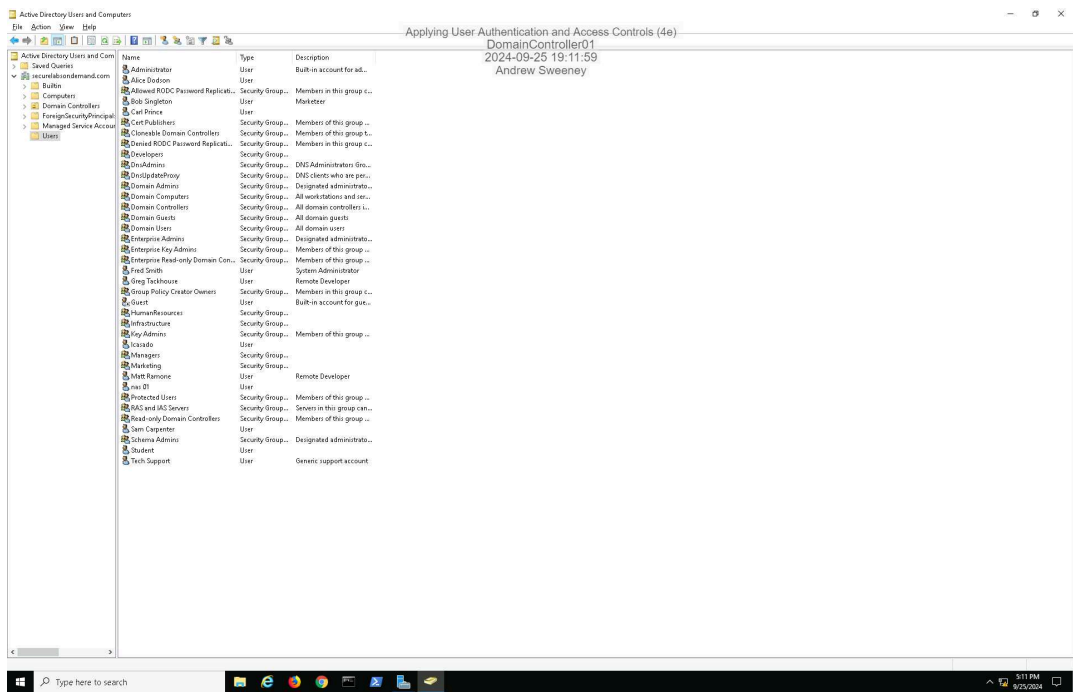 Active Directory Users and Computers
File Action View Help
Applying User Authentication and Access Controls (4e)
DomainController01
2024-09-25 19:11:59
Andrew Sweeney
Active Directory Users and Com
Saved Queries
securelabsondemand.com
Builtin
Computers
Domain Controllers
ForeignSecurityPrincipals
Managed Service Accour
Users
Name Type Description
Administrator User Built-in account for ad...
Alice Dodson User
Allowed RODC Password Replicati... Security Group... Members in this group c...
Bob Singleton User Marketeer
Carl Prince User
Cert Publishers Security Group... Members of this group ...
Cloneable Domain Controllers Security Group... Members of this group t...
Denied RODC Password Replicati... Security Group... Members in this group c...
Developers Security Group...
DnsAdmins Security Group... DNS Administrators Gro...
DnsUpdateProxy Security Group... DNS clients who are per...
Domain Admins Security Group... Designated administrato...
Domain Computers Security Group... All workstations and ser...
Domain Controllers Security Group... All domain controllers i...
Domain Guests Security Group... All domain guests
Domain Users Security Group... All domain users
Enterprise Admins Security Group... Designated administrato...
Enterprise Key Admins Security Group... Members of this group ...
Enterprise Read-only Domain Con... Security Group... Members of this group ...
Fred Smith User System Administrator
Greg Tackhouse User Remote Developer
Group Policy Creator Owners Security Group... Members in this group c...
Guest User Built-in account for gue...
HumanResources Security Group...
Infrastructure Security Group...
Key Admins Security Group... Members of this group ...
lcasado User
Managers Security Group...
Marketing Security Group...
Matt Ramone User Remote Developer
nas 01 User
Protected Users Security Group... Members of this group ...
RAS and IAS Servers Security Group... Servers in this group can...
Read-only Domain Controllers Security Group... Members of this group ...
Sam Carpenter User
Schema Admins Security Group... Designated administrato...
Student User
Tech Support User Generic support account
Type here to search
5:11 PM
9/25/2024